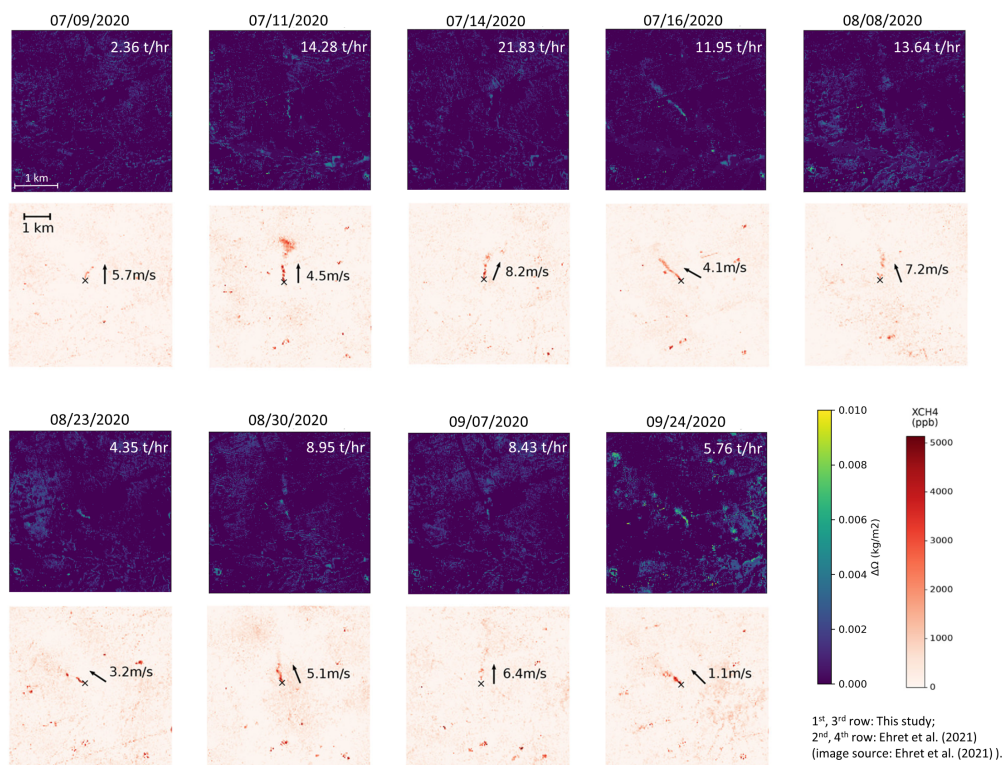 07/09/2020 07/11/2020 07/14/2020 07/16/2020 08/08/2020
2.36 t/hr 14.28 t/hr 21.83 t/hr 11.95 t/hr 13.64 t/hr
1 km
1 km
5.7m/s 4.5m/s 8.2m/s 4.1m/s 7.2m/s
08/23/2020 08/30/2020 09/07/2020 09/24/2020
4.35 t/hr 8.95 t/hr 8.43 t/hr 5.76 t/hr
3.2m/s 5.1m/s 6.4m/s 1.1m/s
0.010
0.008
0.006
0.004
0.002
0.000
ΔΩ (kg/m2)
XCH4
(ppb)
5000
4000
3000
2000
1000
0
1st, 3rd row: This study;
2nd, 4th row: Ehret et al. (2021)
(image source: Ehret et al. (2021) ).